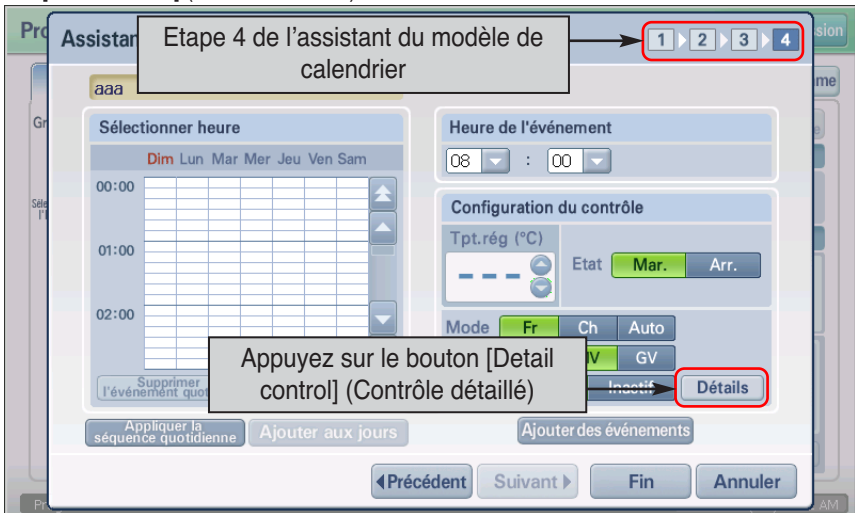 Assistan
Etape 4 de l'assistant du modèle de
calendrier
1 2 3 4
aaa
Sélectionner heure
Dim Lun Mar Mer Jeu Ven Sam
00:00
01:00
02:00
Supprimer
l'événement quot
Appliquer la
séquence quotidienne
Ajouter aux jours
Heure de l'événement
08 : 00
Configuration du contrôle
Tpt.rég (°C)
---
Etat Mar. Arr.
Mode Fr Ch Auto
GV
Appuyez sur le bouton [Detail
control] (Contrôle détaillé)
Inactif
Détails
Ajouter des événements
Précédent Suivant Fin Annuler
AM